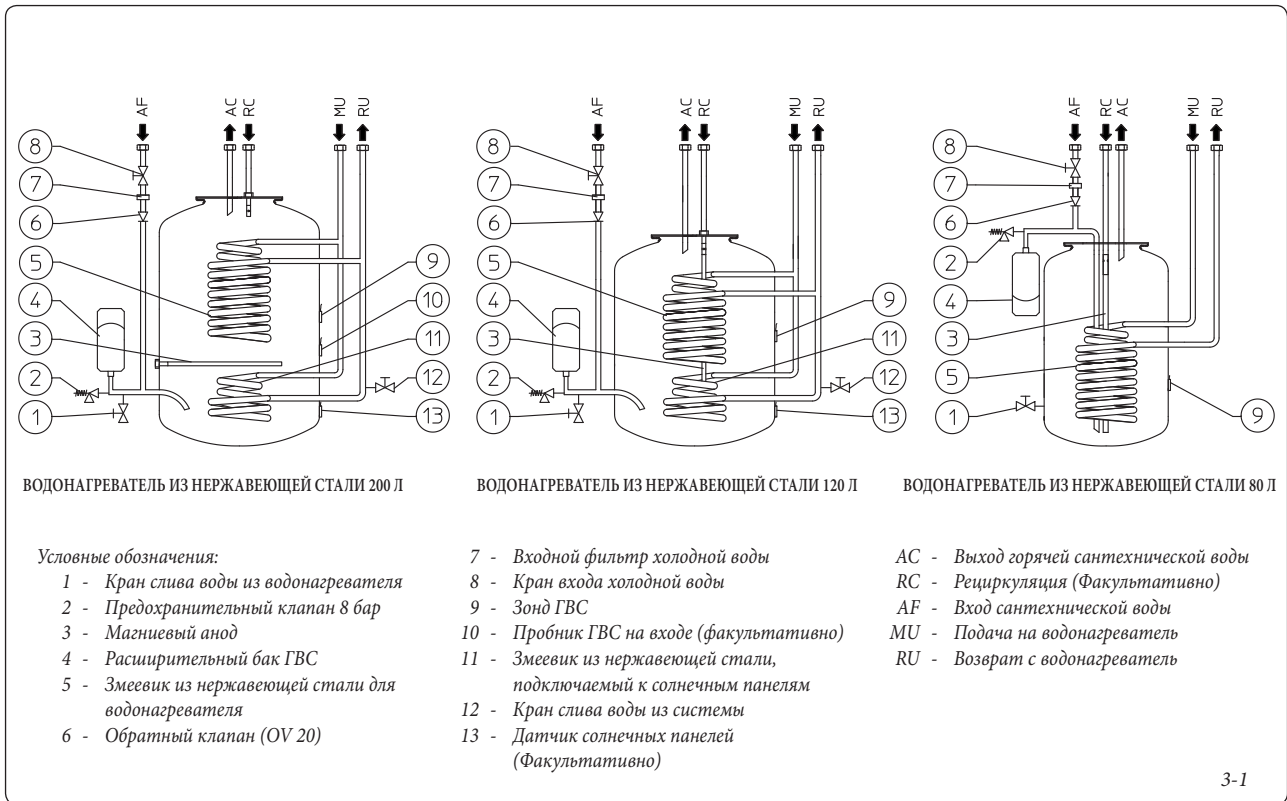 AF
AC
RC
MU
RU
8
7
6
5
4
3
2
1
9
10
11
12
13
AF
AC
RC
MU
RU
8
7
6
5
4
3
2
1
9
11
12
13
AF
RC
AC
MU
RU
8
7
6
2
4
3
5
1
9
ВОДОНАГРЕВАТЕЛЬ ИЗ НЕРЖАВЕЮЩЕЙ СТАЛИ 200 Л
ВОДОНАГРЕВАТЕЛЬ ИЗ НЕРЖАВЕЮЩЕЙ СТАЛИ 120 Л
ВОДОНАГРЕВАТЕЛЬ ИЗ НЕРЖАВЕЮЩЕЙ СТАЛИ 80 Л
Условные обозначения:
1 - Кран слива воды из водонагревателя
2 - Предохранительный клапан 8 бар
3 - Магниевый анод
4 - Расширительный бак ГВС
5 - Змеевик из нержавеющей стали для
водонагревателя
6 - Обратный клапан (OV 20)
7 - Входной фильтр холодной воды
8 - Кран входа холодной воды
9 - Зонд ГВС
10 - Пробник ГВС на входе (факультативно)
11 - Змеевик из нержавеющей стали,
подключаемый к солнечным панелям
12 - Кран слива воды из системы
13 - Датчик солнечных панелей
(Факультативно)
AC - Выход горячей сантехнической воды
RC - Рециркуляция (Факультативно)
AF - Вход сантехнической воды
MU - Подача на водонагреватель
RU - Возврат с водонагреватель
3-1